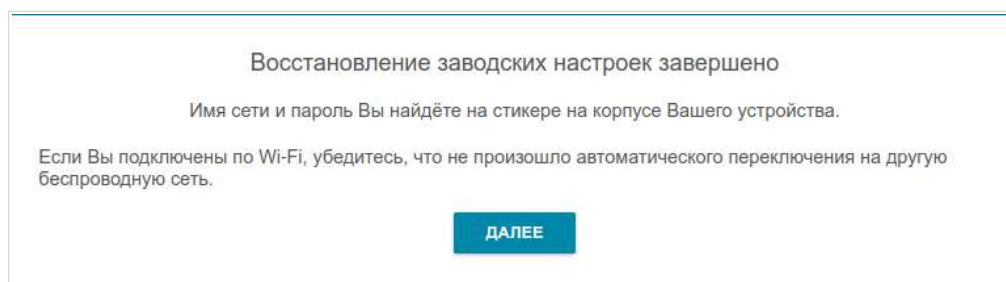 Восстановление заводских настроек завершено
Имя сети и пароль Вы найдёте на стикере на корпусе Вашего устройства.
Если Вы подключены по Wi-Fi, убедитесь, что не произошло автоматического переключения на другую
беспроводную сеть.
ДАЛЕЕ